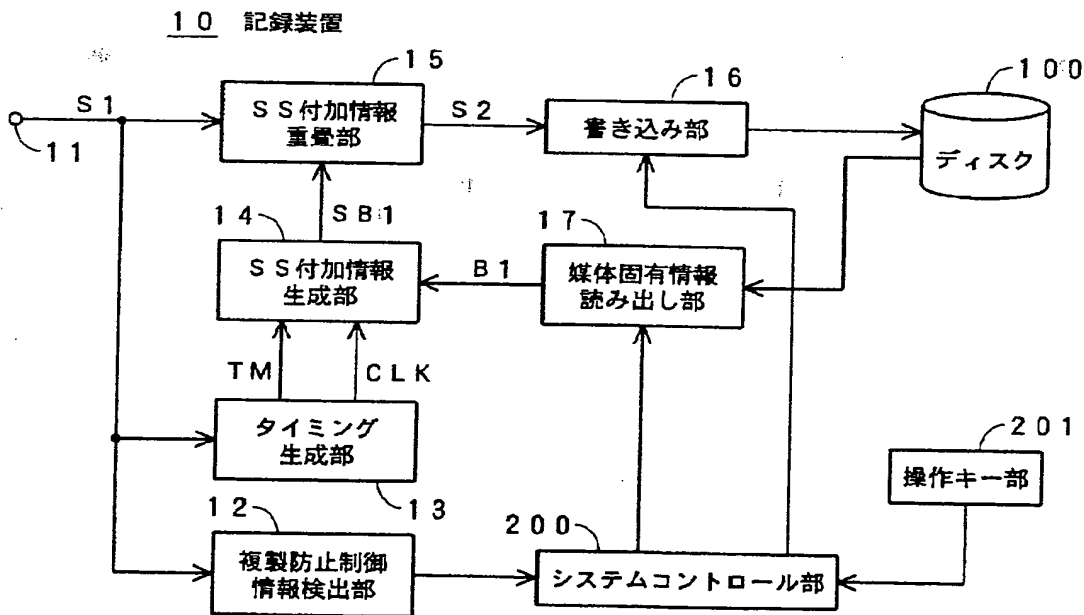 10 記録装置
15
16
100
S1
SS付加情報
重畳部
S2
書き込み部
ディスク
11
14
SB1
17
SS付加情報
生成部
B1
媒体固有情報
読み出し部
TM
CLK
タイミング
生成部
201
操作キー部
12
13
200
複製防止制御
情報検出部
システムコントロール部